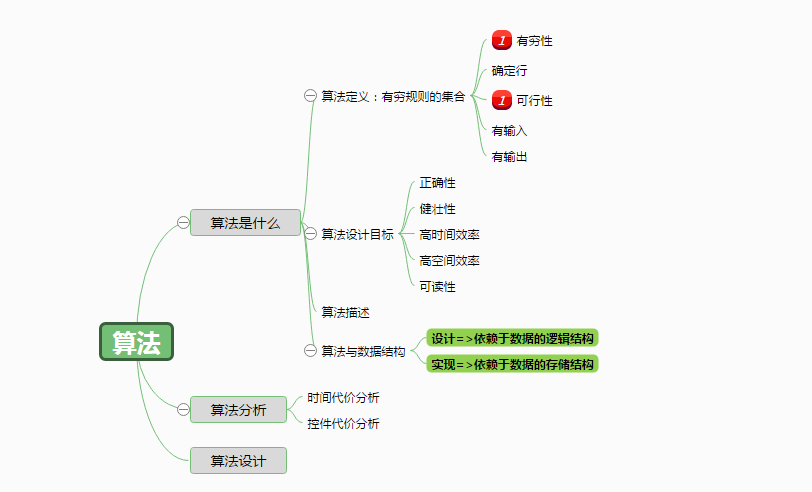 算法
算法是什么
算法定义：有穷规则的集合
1 有穷性
确定行
1 可行性
有输入
有输出
算法设计目标
正确性
健壮性
高时间效率
高空间效率
可读性
算法描述
算法与数据结构
设计=>依赖于数据的逻辑结构
实现=>依赖于数据的存储结构
算法分析
时间代价分析
控件代价分析
算法设计